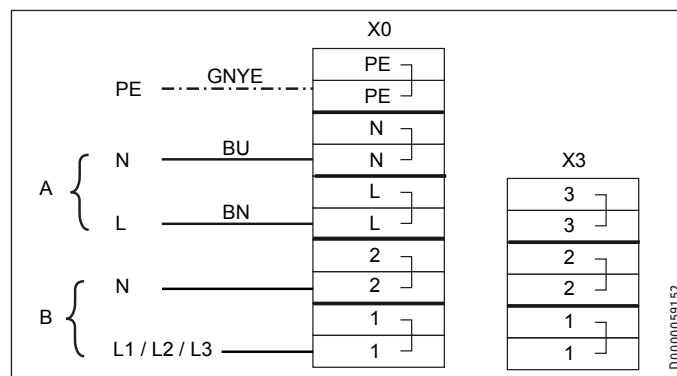 X0
PE
GNYE
PE
PE
N
N
BU
N
X3
A
L
3
L
BN
L
3
2
2
N
2
2
B
1
1
L1 / L2 / L3
1
1
D0000059152